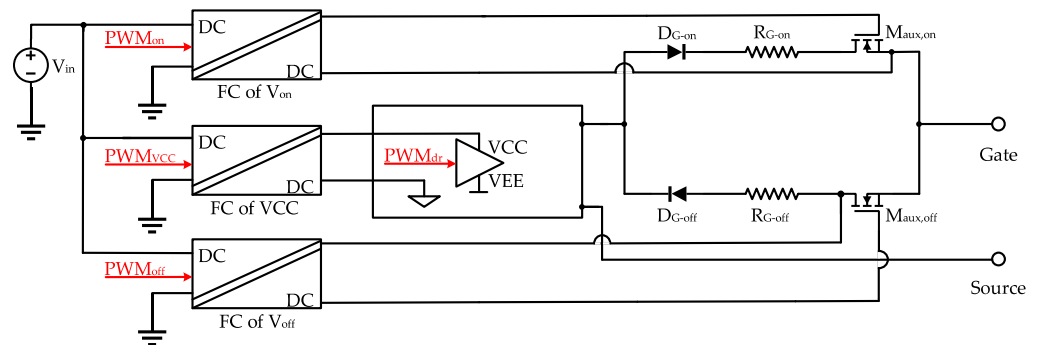 DC
PWMon
Vin
DC
FC of Von
DG-on
RG-on
Maux,on
DC
PWMVCC
DC
FC of VCC
PWMdr
VCC
VEE
Gate
DG-off
RG-off
Maux,off
DC
PWMoff
DC
FC of Voff
Source